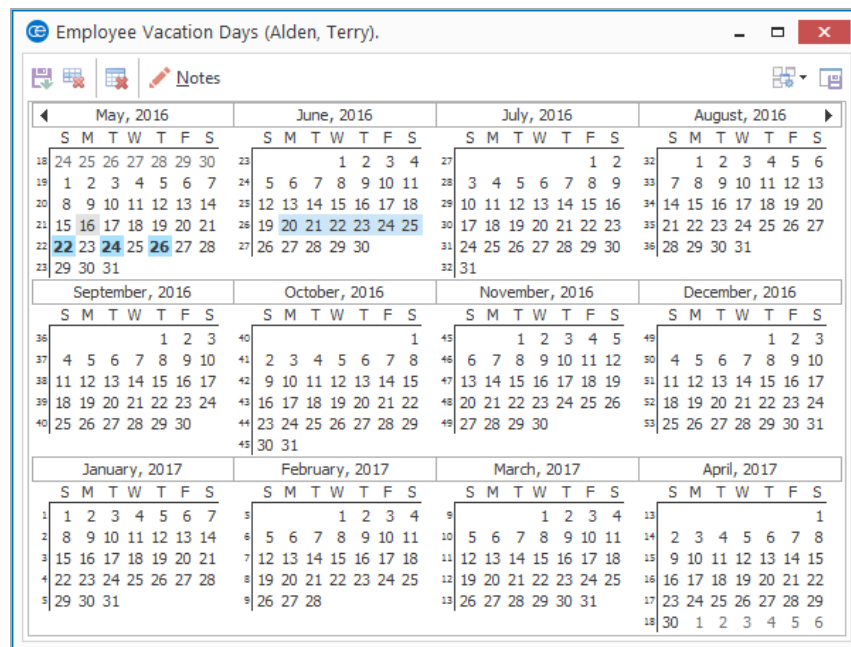 Employee Vacation Days (Alden, Terry).
Notes
May, 2016 June, 2016 July, 2016 August, 2016
S M T W T F S S M T W T F S S M T W T F S S M T W T F S
18 24 25 26 27 28 29 30 23 1 2 3 4 27 1 2 32 1 2 3 4 5 6
19 1 2 3 4 5 6 7 24 5 6 7 8 9 10 11 28 3 4 5 6 7 8 9 33 7 8 9 10 11 12 13
20 8 9 10 11 12 13 14 25 12 13 14 15 16 17 18 29 10 11 12 13 14 15 16 34 14 15 16 17 18 19 20
21 15 16 17 18 19 20 21 26 19 20 21 22 23 24 25 30 17 18 19 20 21 22 23 35 21 22 23 24 25 26 27
22 22 23 24 25 26 27 28 27 26 27 28 29 30 31 24 25 26 27 28 29 30 36 28 29 30 31
23 29 30 31 32 31
September, 2016 October, 2016 November, 2016 December, 2016
S M T W T F S S M T W T F S S M T W T F S S M T W T F S
36 1 2 3 40 1 45 1 2 3 4 5 49 1 2 3
37 4 5 6 7 8 9 10 41 2 3 4 5 6 7 8 46 6 7 8 9 10 11 12 50 4 5 6 7 8 9 10
38 11 12 13 14 15 16 17 42 9 10 11 12 13 14 15 47 13 14 15 16 17 18 19 51 11 12 13 14 15 16 17
39 18 19 20 21 22 23 24 43 16 17 18 19 20 21 22 48 20 21 22 23 24 25 26 52 18 19 20 21 22 23 24
40 25 26 27 28 29 30 44 23 24 25 26 27 28 29 49 27 28 29 30 53 25 26 27 28 29 30 31
45 30 31
January, 2017 February, 2017 March, 2017 April, 2017
S M T W T F S S M T W T F S S M T W T F S S M T W T F S
1 1 2 3 4 5 6 7 5 1 2 3 4 9 1 2 3 4 13 1
2 8 9 10 11 12 13 14 6 5 6 7 8 9 10 11 10 5 6 7 8 9 10 11 14 2 3 4 5 6 7 8
3 15 16 17 18 19 20 21 7 12 13 14 15 16 17 18 11 12 13 14 15 16 17 18 15 9 10 11 12 13 14 15
4 22 23 24 25 26 27 28 8 19 20 21 22 23 24 25 12 19 20 21 22 23 24 25 16 16 17 18 19 20 21 22
5 29 30 31 9 26 27 28 13 26 27 28 29 30 31 17 23 24 25 26 27 28 29
18 30 1 2 3 4 5 6